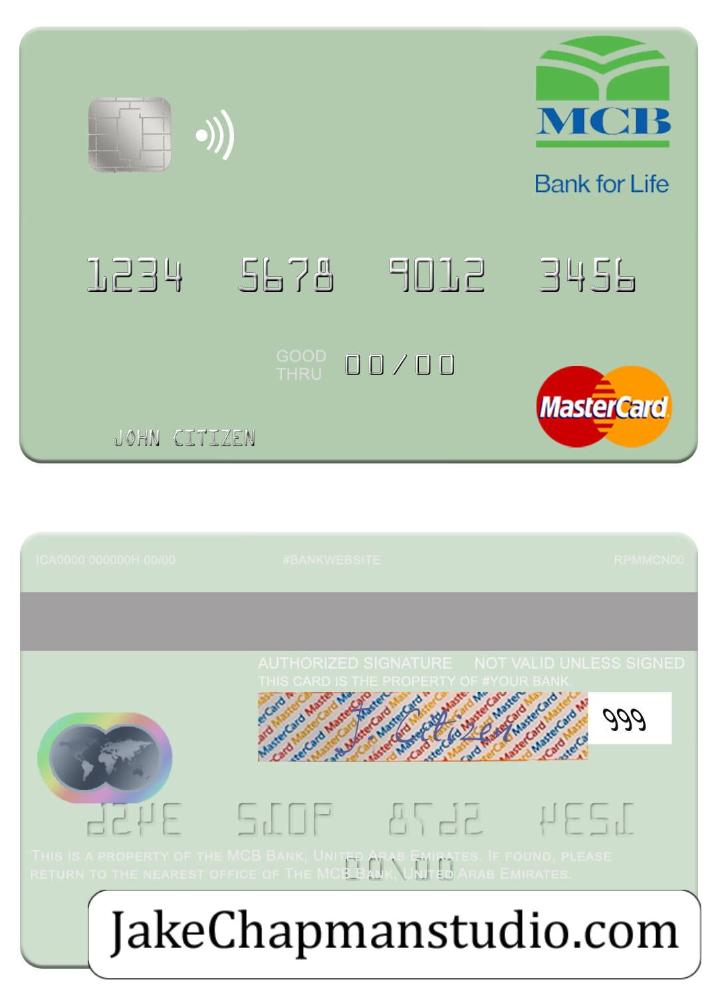 MCB
Bank for Life
1234 5678 9012 3456
GOOD THRU 00/00
MasterCard
JOHN CITIZEN
ICA0000 000000H 00/00 #BANKWEBSITE RPMMCN00
AUTHORIZED SIGNATURE NOT VALID UNLESS SIGNED
THIS CARD IS THE PROPERTY OF #YOUR BANK.
J. Citizen 999
THIS IS A PROPERTY OF THE MCB BANK, UNITED ARAB EMIRATES. IF FOUND, PLEASE
RETURN TO THE NEAREST OFFICE OF THE MCB BANK, UNITED ARAB EMIRATES.
JakeChapmanstudio.com